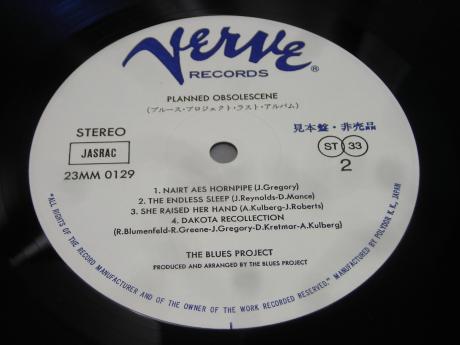 Verve
RECORDS ®
PLANNED OBSOLESCENE
(ブルース・プロジェクト・ラスト・アルバム)
STEREO
見本盤・非売品
JASRAC
ST 33
23MM 0129
2
1. NAIRT AES HORNPIPE (J.Gregory)
2. THE ENDLESS SLEEP (J.Reynolds-D.Mance)
3. SHE RAISED HER HAND (A.Kulberg-J.Roberts)
4. DAKOTA RECOLLECTION
(R.Blumenfeld-R.Greene-J.Gregory-D.Kretmar-A.Kulberg)
THE BLUES PROJECT
PRODUCED AND ARRANGED BY THE BLUES PROJECT
"ALL RIGHTS OF THE RECORD MANUFACTURER AND OF THE OWNER OF THE WORK RECORDED RESERVED." MANUFACTURED BY POLYDOR K.K., JAPAN